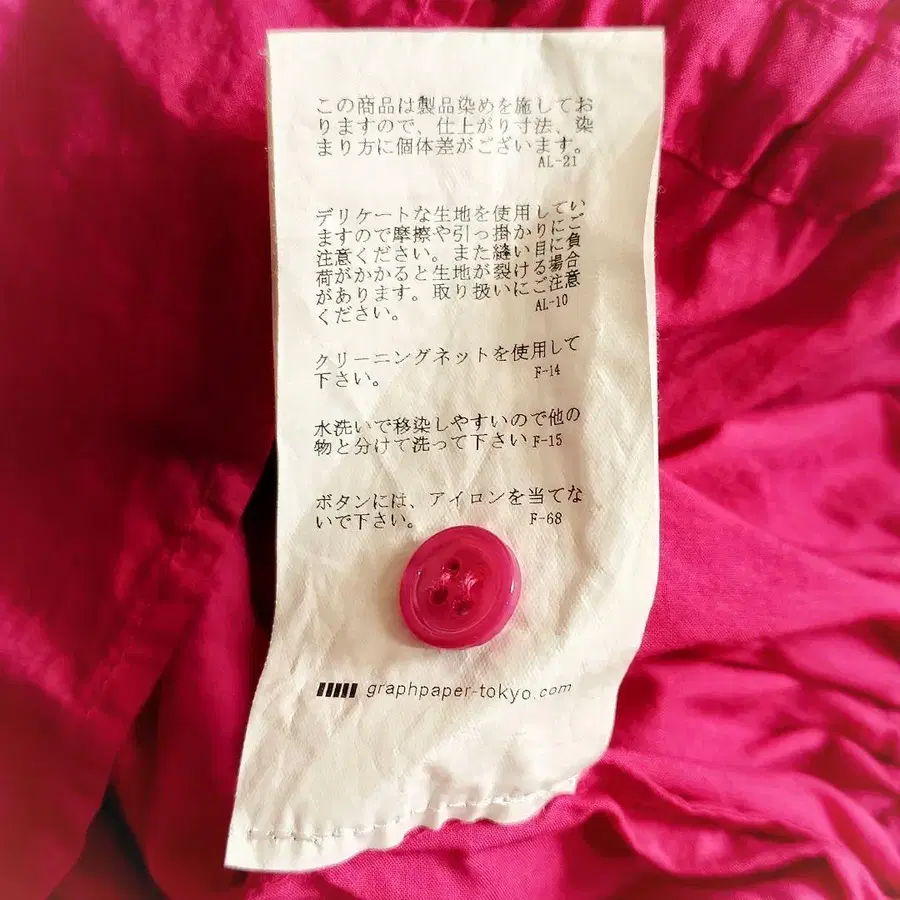 この商品は製品染めを施してお
りますので、仕上がり寸法、染
まり方に個体差がございます。
AL-21
デリケートな生地を使用してい
ますので摩擦や引っ掛かりにご
注意ください。また縫い目に負
荷がかかると生地が裂ける場合
があります。取り扱いにご注意
ください。 AL-10
クリーニングネットを使用して
下さい。 F-14
水洗いで移染しやすいので他の
物と分けて洗って下さい F-15
ボタンには、アイロンを当てな
いで下さい。 F-68
graphpaper-tokyo.com